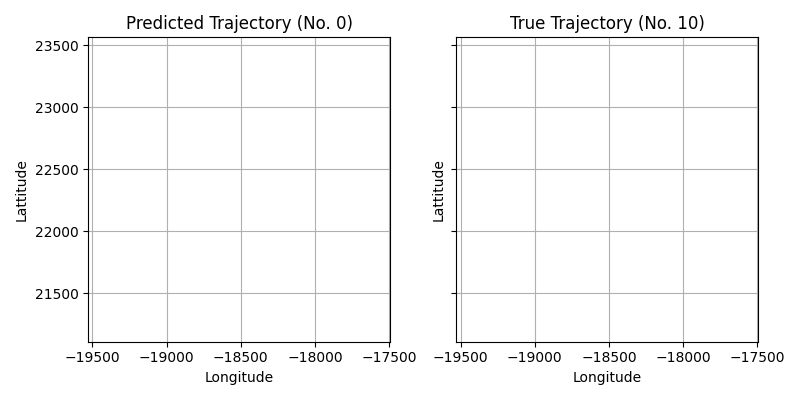 Predicted Trajectory (No. 0)
True Trajectory (No. 10)
23500
23000
22500
22000
21500
Lattitude
Lattitude
−19500 −19000 −18500 −18000 −17500
−19500 −19000 −18500 −18000 −17500
Longitude
Longitude